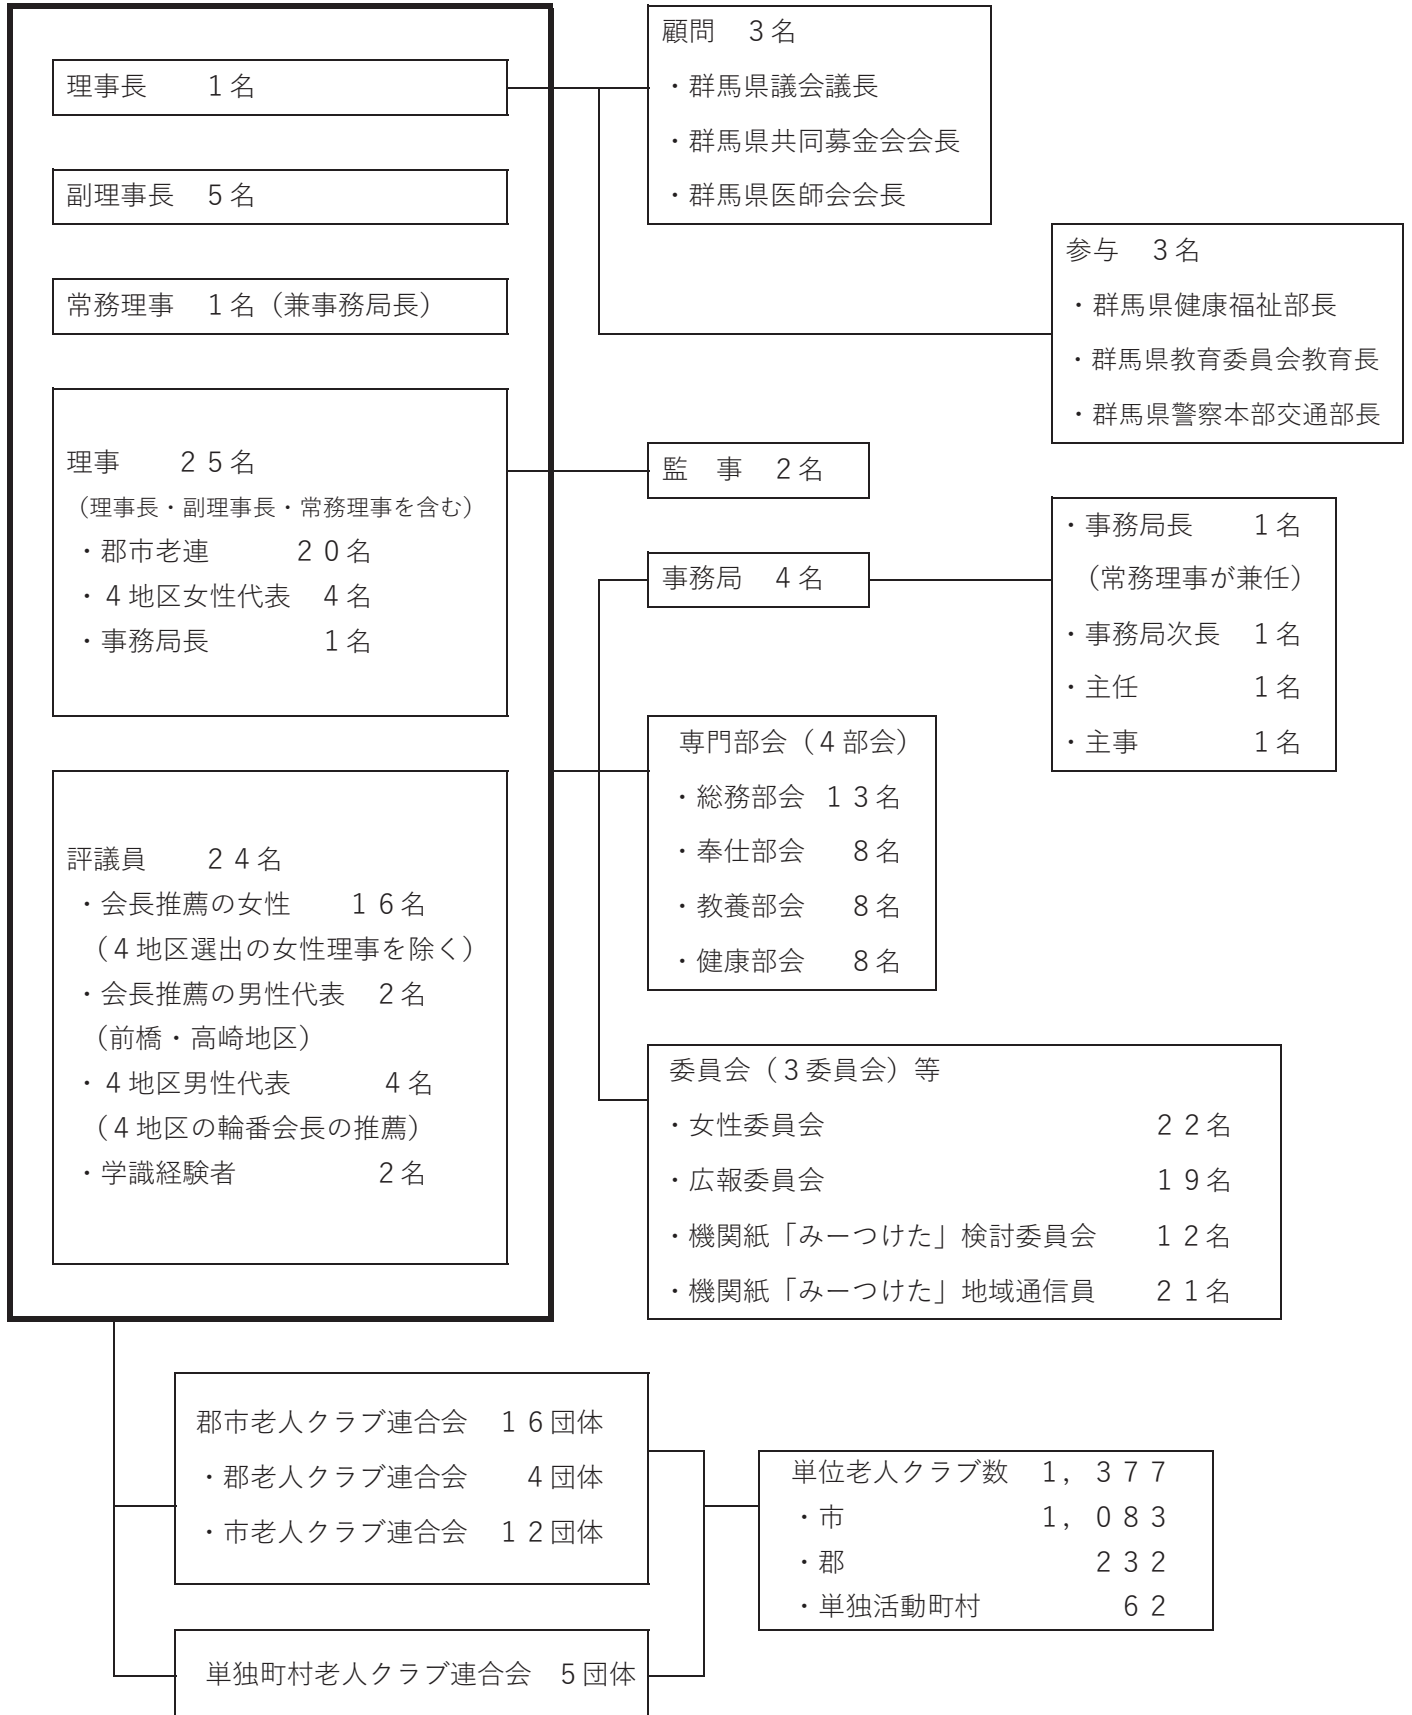 理事長　　１名
副理事長　５名
常務理事　１名（兼事務局長）
理事　　２５名
（理事長・副理事長・常務理事を含む）
・郡市老連　　　２０名
・４地区女性代表　４名
・事務局長　　　　１名
評議員　　２４名
・会長推薦の女性　　１６名
（４地区選出の女性理事を除く）
・会長推薦の男性代表　２名
（前橋・高崎地区）
・４地区男性代表　　　４名
（４地区の輪番会長の推薦）
・学識経験者　　　　　２名
顧問　３名
・群馬県議会議長
・群馬県共同募金会会長
・群馬県医師会会長
参与　３名
・群馬県健康福祉部長
・群馬県教育委員会教育長
・群馬県警察本部交通部長
監　事　２名
事務局　４名
・事務局長　　１名
（常務理事が兼任）
・事務局次長　１名
・主任　　　　１名
・主事　　　　１名
専門部会（４部会）
・総務部会　１３名
・奉仕部会　　８名
・教養部会　　８名
・健康部会　　８名
委員会（３委員会）等
・女性委員会　　２２名
・広報委員会　　１９名
・機関紙「みーつけた」検討委員会　　１２名
・機関紙「みーつけた」地域通信員　　２１名
郡市老人クラブ連合会　１６団体
・郡老人クラブ連合会　　４団体
・市老人クラブ連合会　１２団体
単独町村老人クラブ連合会　５団体
単位老人クラブ数　１，３７７
・市　　　　　　　１，０８３
・郡　　　　　　　　　２３２
・単独活動町村　　　　　６２